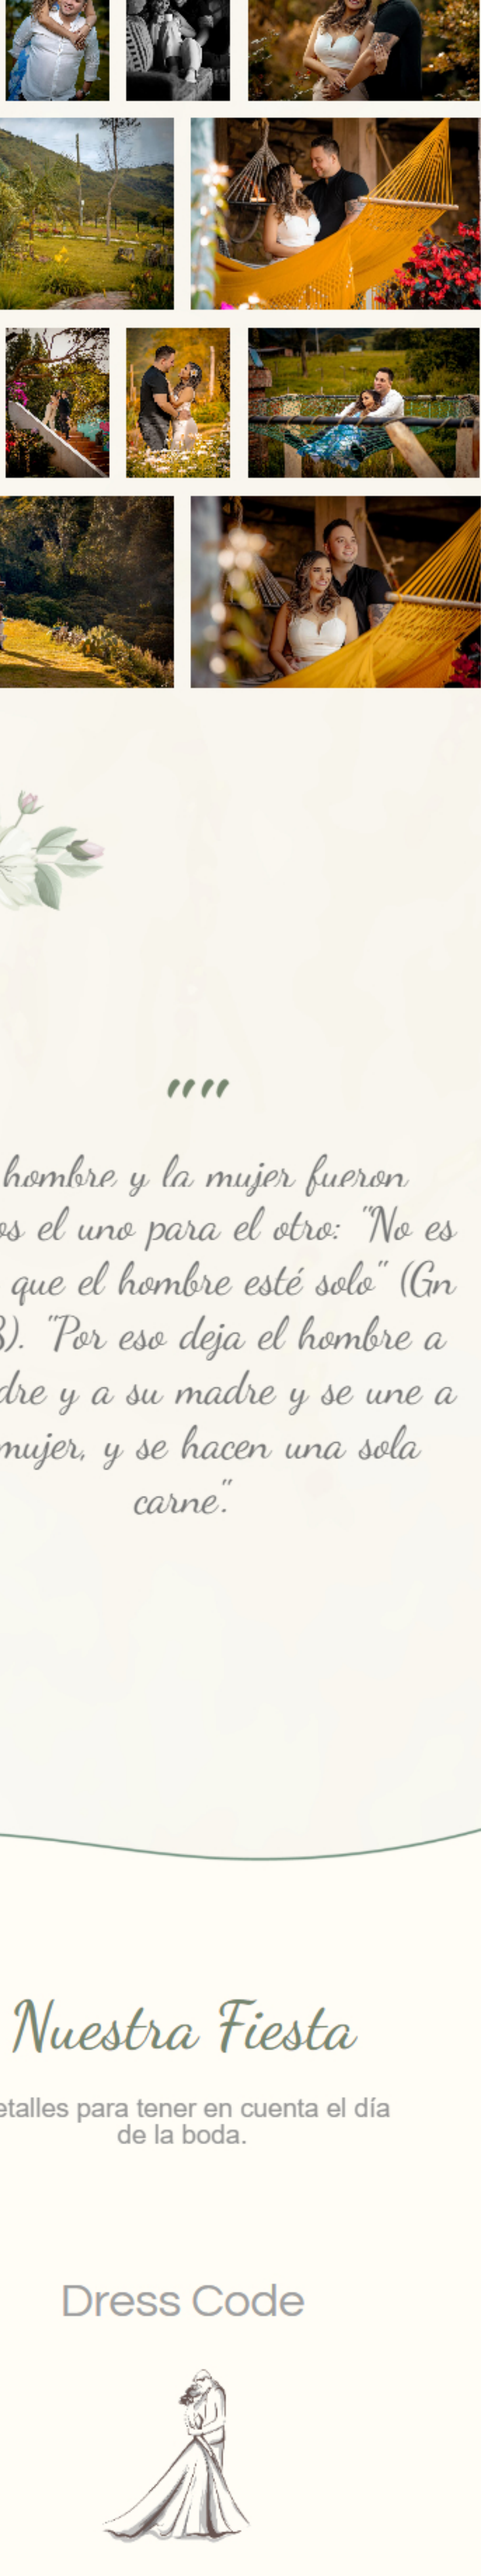 ""
hombre y la mujer fueron
os el uno para el otro: "No es
que el hombre esté solo" (Gn
). "Por eso deja el hombre a
dre y a su madre y se une a
mujer, y se hacen una sola
carne".
Nuestra Fiesta
etalles para tener en cuenta el día
de la boda.
Dress Code